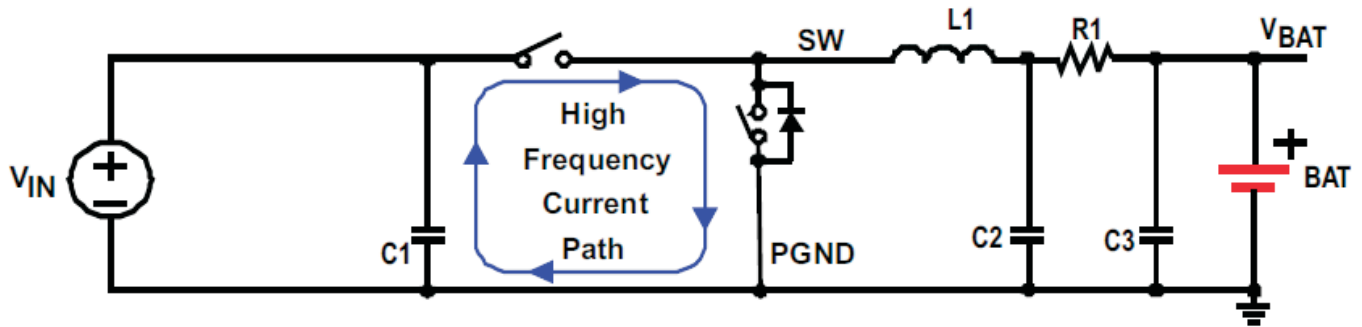 L1
SW
R1
VBAT
High
Frequency
Current
Path
VIN
+
−
C1
PGND
C2
C3
+
BAT